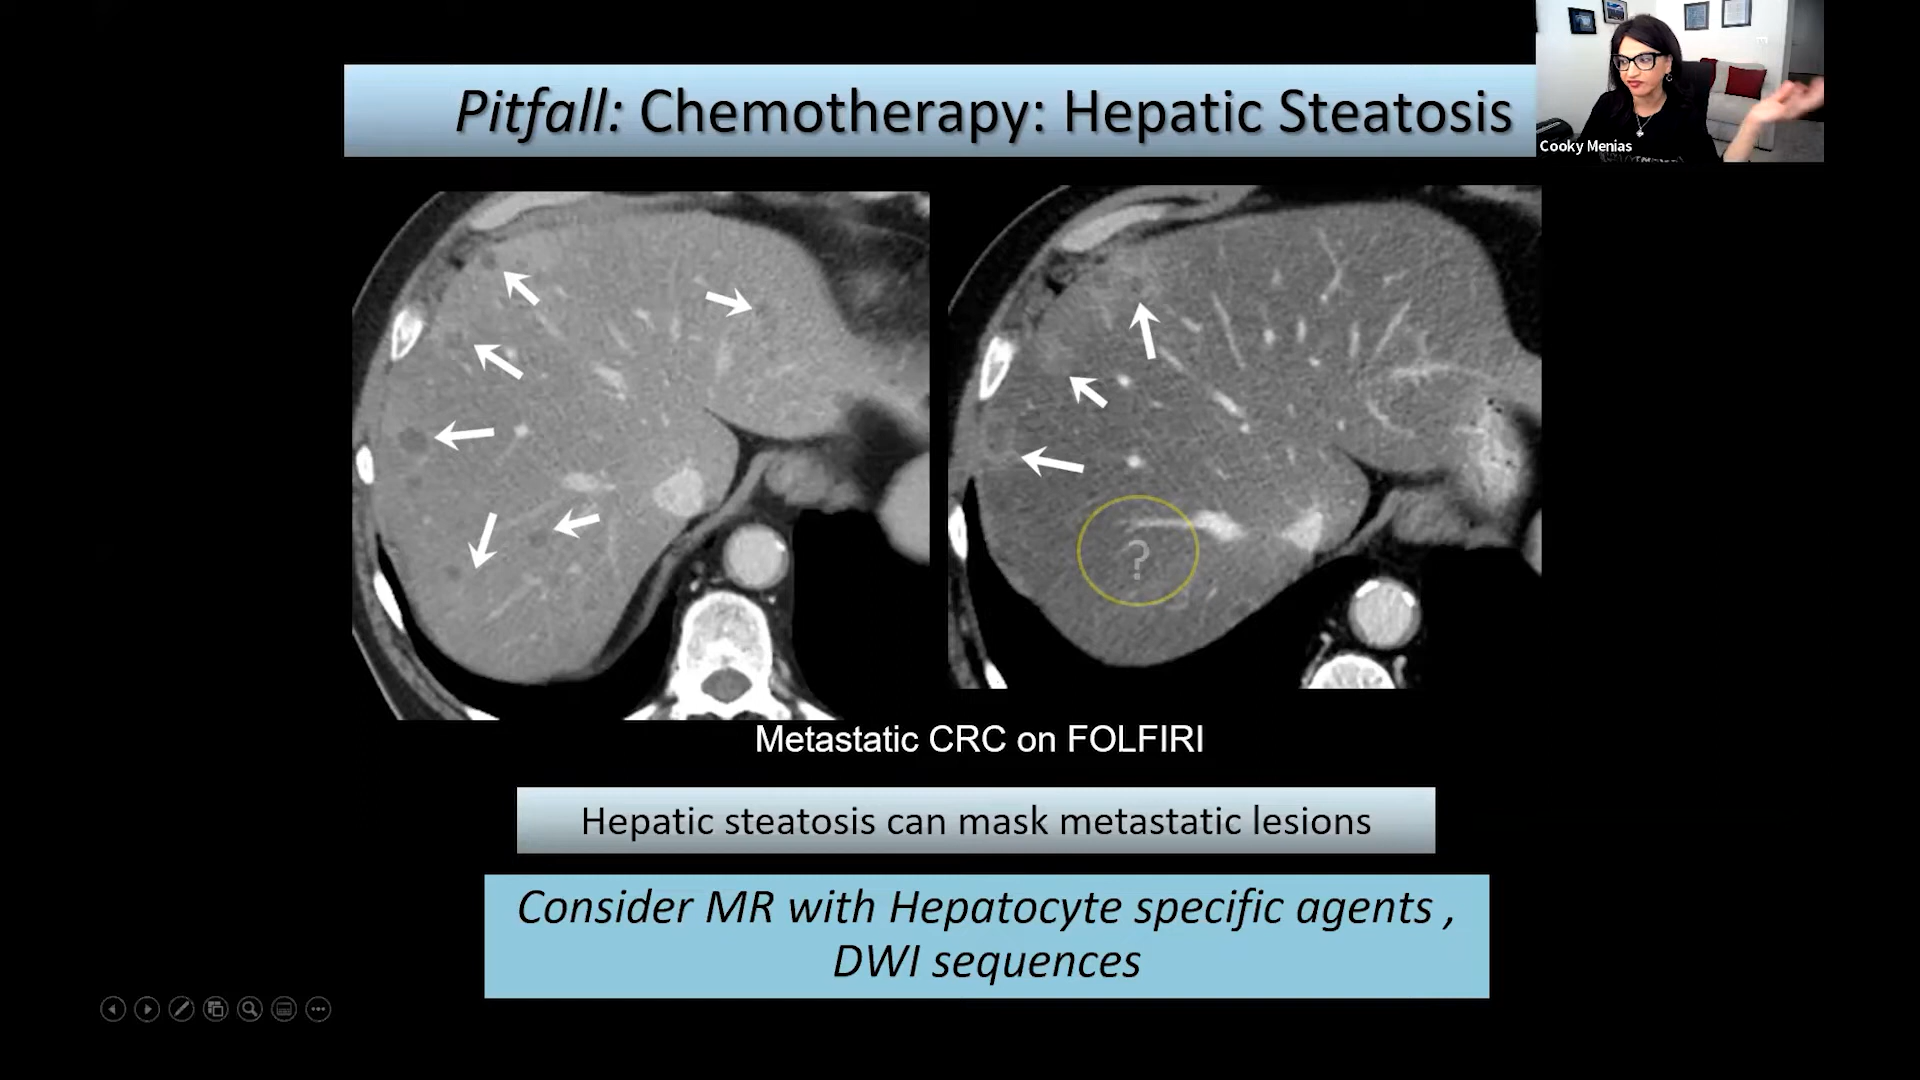 Pitfall: Chemotherapy: Hepatic Steatosis
Cooky Menias
?
Metastatic CRC on FOLFIRI
Hepatic steatosis can mask metastatic lesions
Consider MR with Hepatocyte specific agents ,
DWI sequences